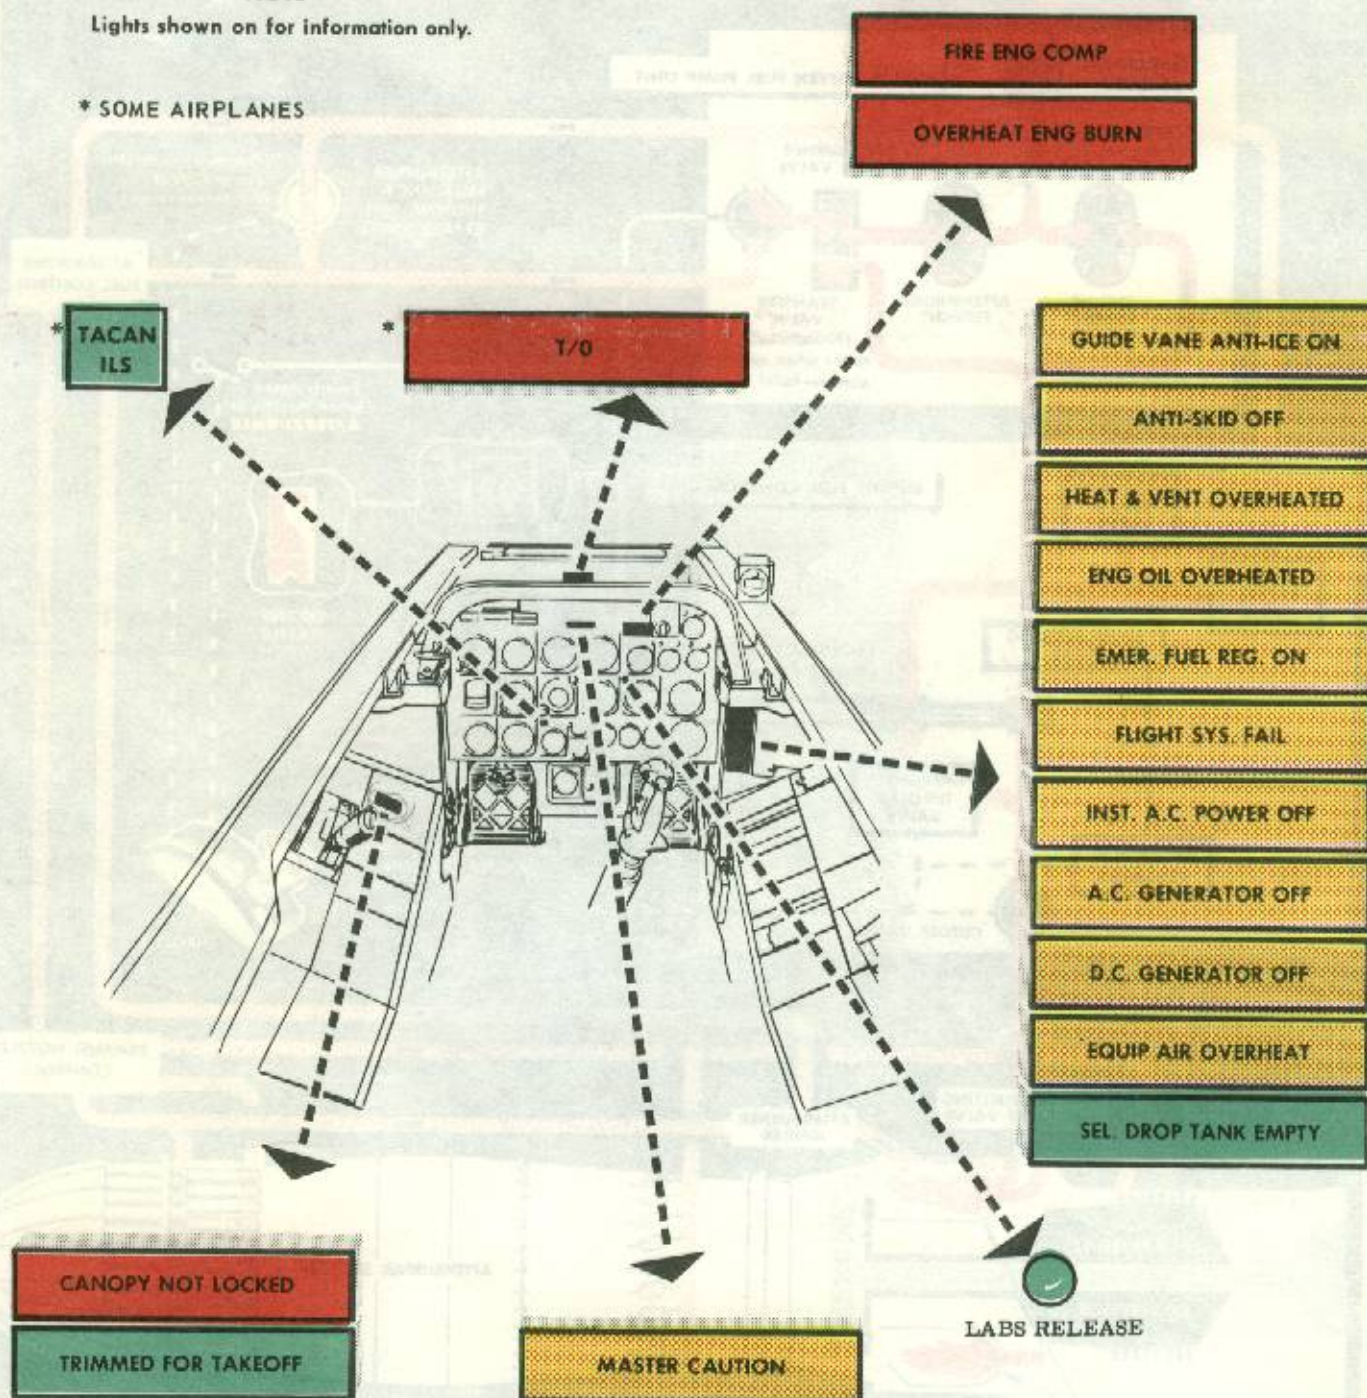 Lights shown on for information only.
* SOME AIRPLANES
FIRE ENG COMP
OVERHEAT ENG BURN
* TACAN
ILS
* T/O
GUIDE VANE ANTI-ICE ON
ANTI-SKID OFF
HEAT & VENT OVERHEATED
ENG OIL OVERHEATED
EMER. FUEL REG. ON
FLIGHT SYS. FAIL
INST. A.C. POWER OFF
A.C. GENERATOR OFF
D.C. GENERATOR OFF
EQUIP AIR OVERHEAT
SEL. DROP TANK EMPTY
CANOPY NOT LOCKED
TRIMMED FOR TAKEOFF
MASTER CAUTION
LABS RELEASE